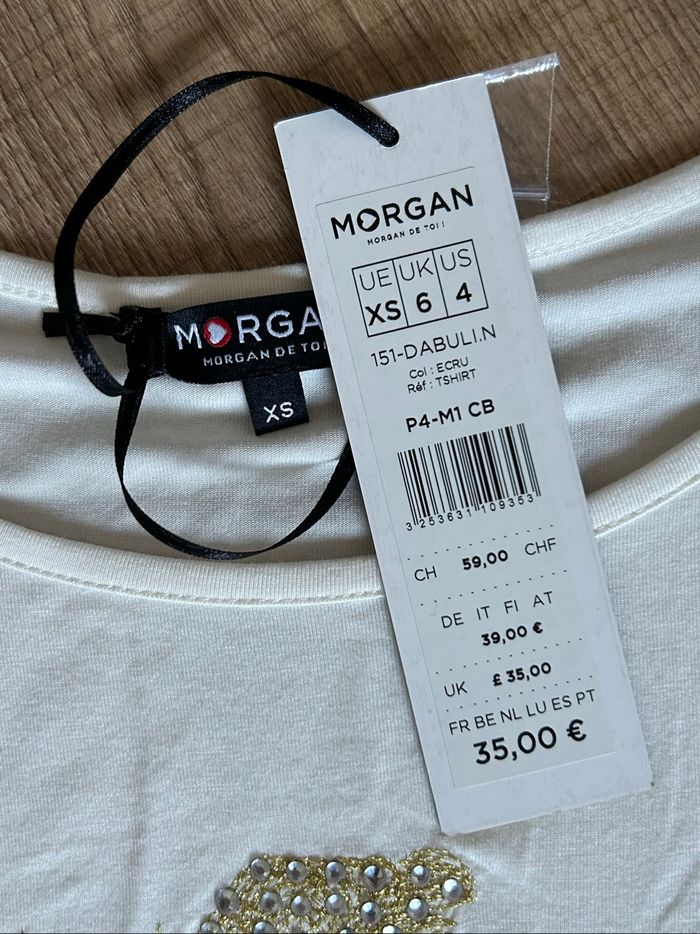 MORGAN
MORGAN DE TOI !
UE UK US
XS 6 4
151-DABULI.N
Col : ECRU
Réf : TSHIRT
P4-M1 CB
3 253631 109353
CH 59,00 CHF
DE IT FI AT
39,00 €
UK £ 35,00
FR BE NL LU ES PT
35,00 €
MORGA
MORGAN DE TOI
XS